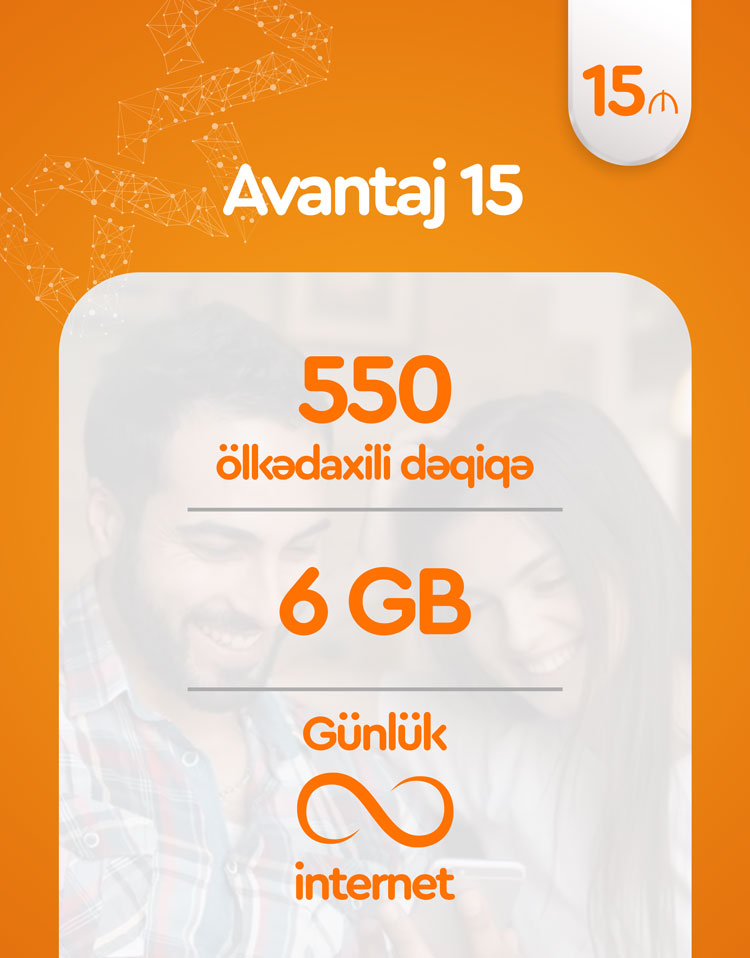 15₼
Avantaj 15
550
ölkədaxili dəqiqə
6 GB
Günlük
∞
internet